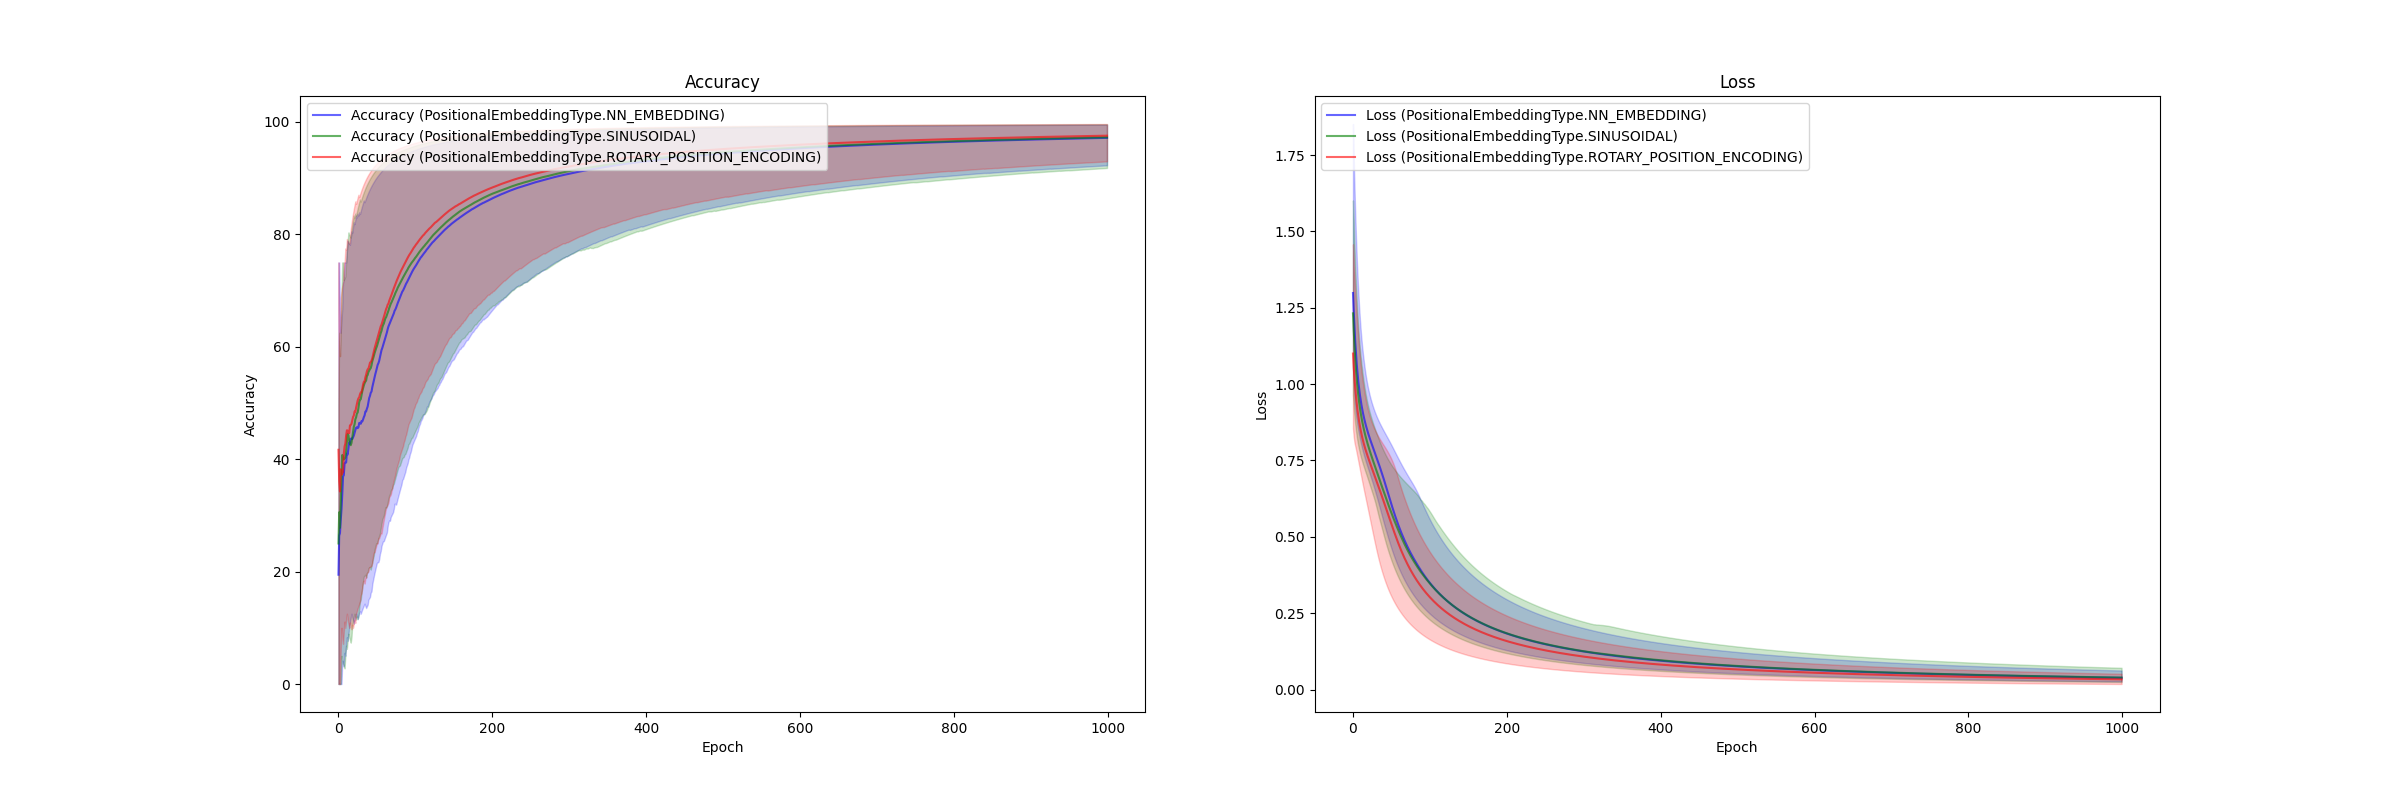 Accuracy
Accuracy (PositionalEmbeddingType.NN_EMBEDDING)
Accuracy (PositionalEmbeddingType.SINUSOIDAL)
Accuracy (PositionalEmbeddingType.ROTARY_POSITION_ENCODING)
100
80
60
40
20
0
Accuracy
0 200 400 600 800 1000
Epoch
Loss
Loss (PositionalEmbeddingType.NN_EMBEDDING)
Loss (PositionalEmbeddingType.SINUSOIDAL)
Loss (PositionalEmbeddingType.ROTARY_POSITION_ENCODING)
1.75
1.50
1.25
1.00
0.75
0.50
0.25
0.00
Loss
0 200 400 600 800 1000
Epoch